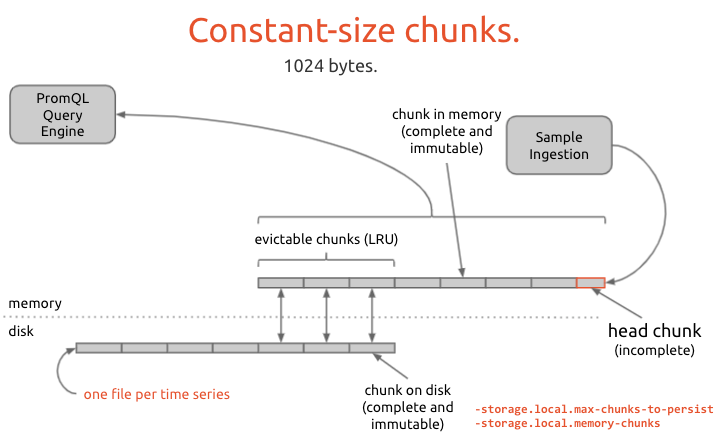 Constant-size chunks.
1024 bytes.
PromQL
Query
Engine
chunk in memory
(complete and
immutable)
Sample
Ingestion
evictable chunks (LRU)
memory
disk
head chunk
(incomplete)
one file per time series
chunk on disk
(complete and
immutable)
-storage.local.max-chunks-to-persist
-storage.local.memory-chunks